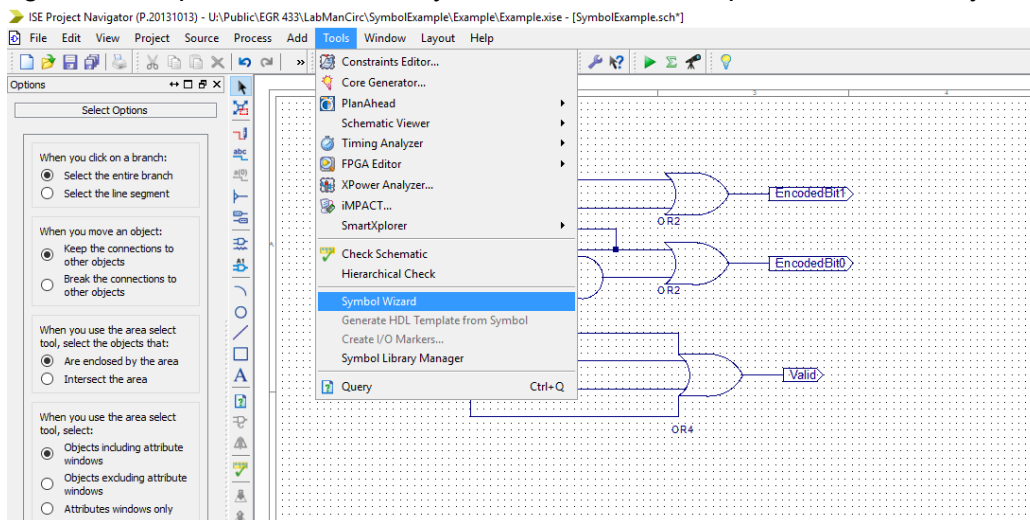 ISE Project Navigator (P.20131013) - U:\Public\EGR 433\LabManCirc\SymbolExample\Example\Example.xise - [SymbolExample.sch*]
File Edit View Project Source Process Add Tools Window Layout Help
Options
Select Options
When you click on a branch:
Select the entire branch
Select the line segment
When you move an object:
Keep the connections to
other objects
Break the connections to
other objects
When you use the area select
tool, select the objects that:
Are enclosed by the area
Intersect the area
When you use the area select
tool, select:
Objects including attribute
windows
Objects excluding attribute
windows
Attributes windows only
abc
a(0)
A1
A
Constraints Editor...
Core Generator...
PlanAhead
Schematic Viewer
Timing Analyzer
FPGA Editor
XPower Analyzer...
iMPACT...
SmartXplorer
Check Schematic
Hierarchical Check
Symbol Wizard
Generate HDL Template from Symbol
Create I/O Markers...
Symbol Library Manager
Query Ctrl+Q
3 4
A
EncodedBit1
OR2
EncodedBit0
OR2
Valid
OR4